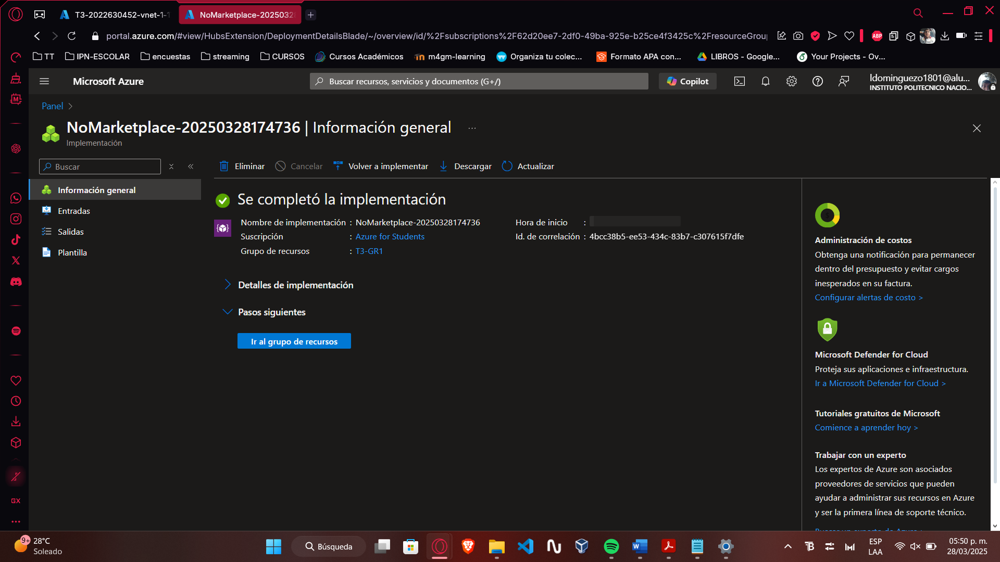 T3-2022630452-vnet-1-1
NoMarketplace-2025032
portal.azure.com/#view/HubsExtension/DeploymentDetailsBlade/~/overview/id/%2Fsubscriptions%2F62d20ee7-2df0-49ba-925e-b25ce4f3425c%2FresourceGroup
ABP
TT
IPN-ESCOLAR
encuestas
streaming
CURSOS
Cursos Académicos
m4gm-learning
Organiza tu colec...
Formato APA con...
LIBROS - Google...
Your Projects - Ov...
Microsoft Azure
Buscar recursos, servicios y documentos (G+/)
Copilot
ldominguezo1801@alu...
INSTITUTO POLITECNICO NACIO...
Panel >
NoMarketplace-20250328174736 | Información general ...
Implementación
Buscar
Eliminar
Cancelar
Volver a implementar
Descargar
Actualizar
Información general
Entradas
Salidas
Plantilla
Se completó la implementación
Nombre de implementación : NoMarketplace-20250328174736
Suscripción : Azure for Students
Grupo de recursos : T3-GR1
Hora de inicio :
Id. de correlación : 4bcc38b5-ee53-434c-83b7-c307615f7dfe
Detalles de implementación
Pasos siguientes
Ir al grupo de recursos
Administración de costos
Obtenga una notificación para permanecer
dentro del presupuesto y evitar cargos
inesperados en su factura.
Configurar alertas de costo >
Microsoft Defender for Cloud
Proteja sus aplicaciones e infraestructura.
Ir a Microsoft Defender for Cloud >
Tutoriales gratuitos de Microsoft
Comience a aprender hoy >
Trabajar con un experto
Los expertos de Azure son asociados
proveedores de servicios que pueden
ayudar a administrar sus recursos en Azure
y ser la primera línea de soporte técnico.
GX
9+
28°C
Soleado
Búsqueda
ESP
LAA
05:50 p. m.
28/03/2025